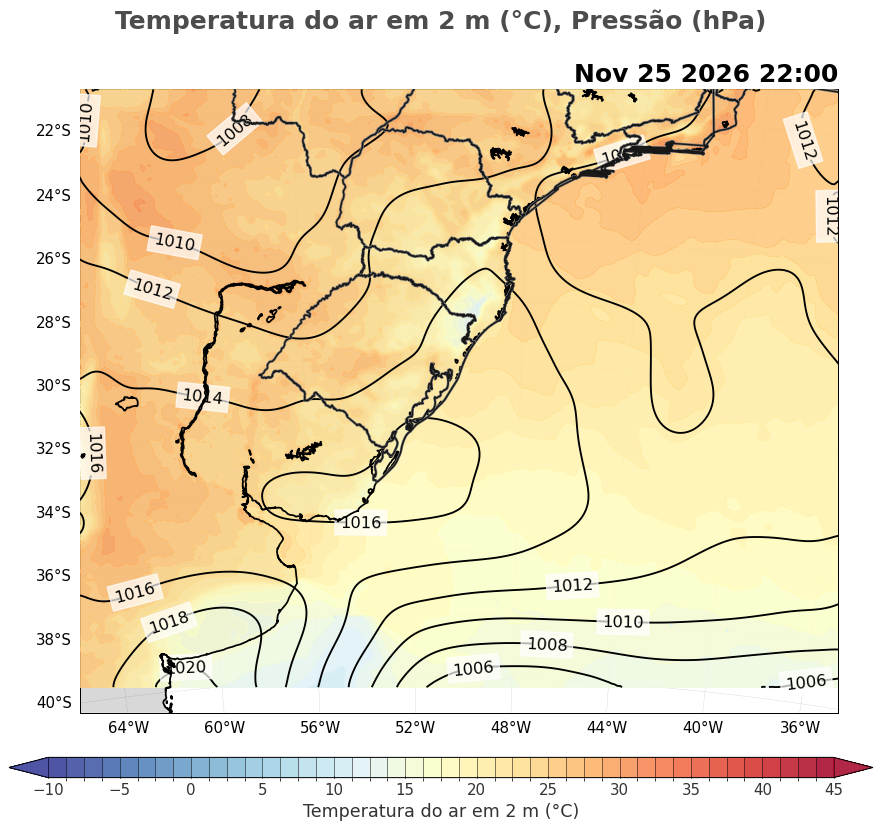 Temperatura do ar em 2 m (°C), Pressão (hPa)
Nov 25 2026 22:00
22°S
24°S
26°S
28°S
30°S
32°S
34°S
36°S
38°S
40°S
1010
1008
1012
1012
1010
1012
1014
1016
1016
1016
1012
1018
1010
1008
1006
1006
64°W 60°W 56°W 52°W 48°W 44°W 40°W 36°W
−10 −5 0 5 10 15 20 25 30 35 40 45
Temperatura do ar em 2 m (°C)